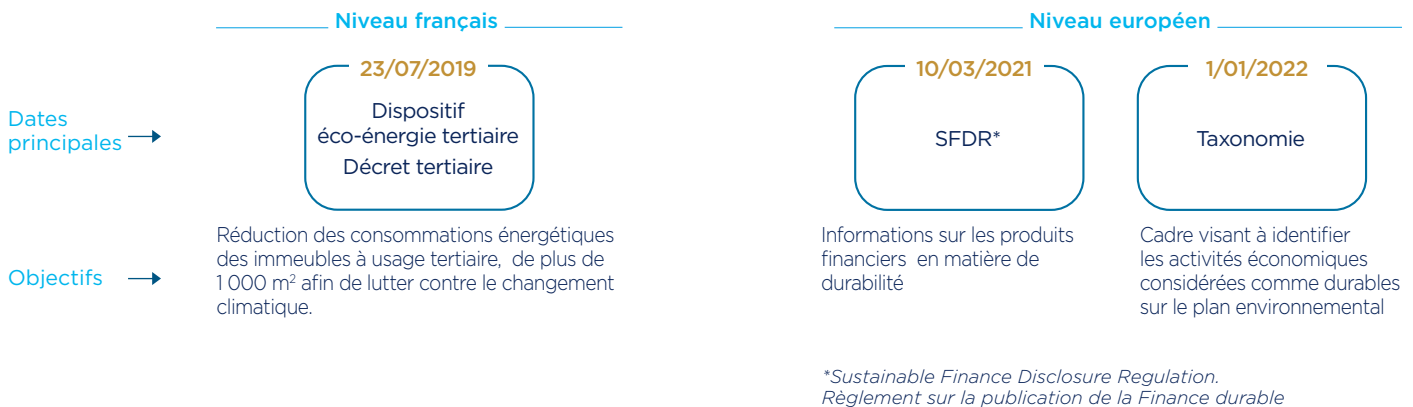 Niveau français
Niveau européen
23/07/2019
10/03/2021
1/01/2022
Dates
principales
Dispositif
éco-énergie tertiaire
Décret tertiaire
SFDR*
Taxonomie
Objectifs
Réduction des consommations énergétiques
des immeubles à usage tertiaire, de plus de
1 000 m² afin de lutter contre le changement
climatique.
Informations sur les produits
financiers en matière de
durabilité
Cadre visant à identifier
les activités économiques
considérées comme durables
sur le plan environnemental
*Sustainable Finance Disclosure Regulation.
Règlement sur la publication de la Finance durable